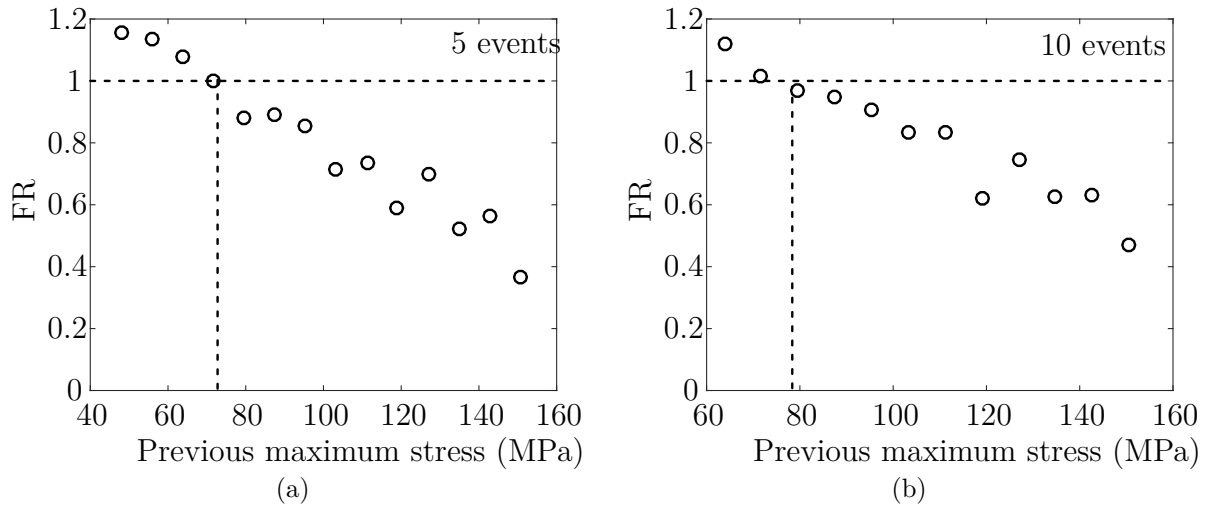 1.2
5 events
1
0.8
FR
0.6
0.4
0.2
0
40 60 80 100 120 140 160
Previous maximum stress (MPa)
(a)
1.2
10 events
1
0.8
FR
0.6
0.4
0.2
0
60 80 100 120 140 160
Previous maximum stress (MPa)
(b)